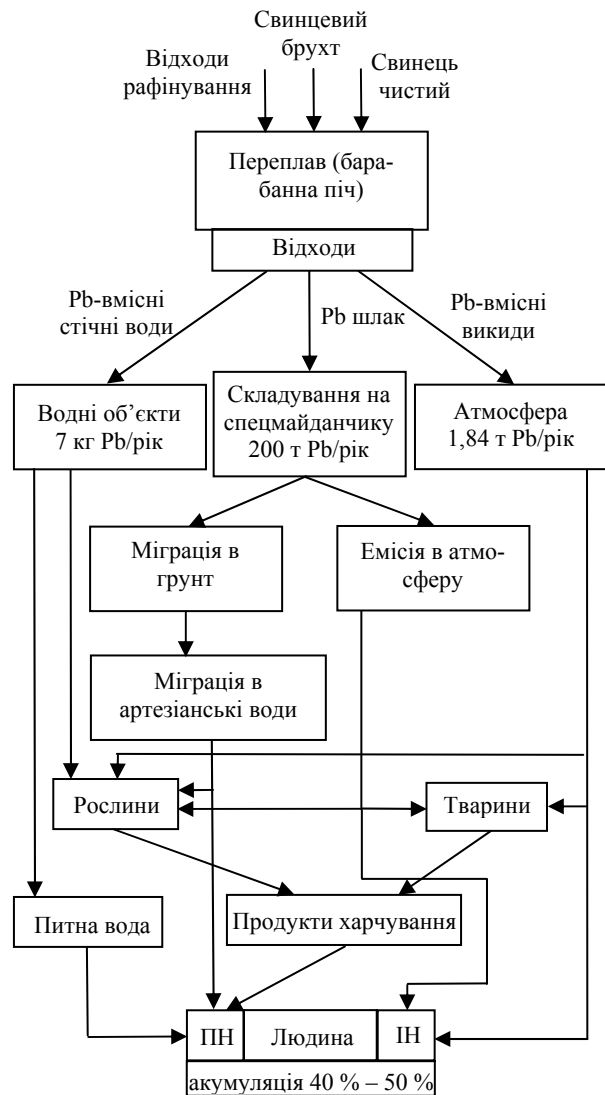 Свинцевий
брухт
Відходи
рафінування
Свинець
чистий
Переплав (бара-
банна піч)
Відходи
Pb-вмісні
стічні води
Pb шлак
Pb-вмісні
викиди
Водні об’єкти
7 кг Pb/рік
Складування на
спецмайданчику
200 т Pb/рік
Атмосфера
1,84 т Pb/рік
Міграція в
грунт
Емісія в атмо-
сферу
Міграція в
артезіанські води
Рослини
Тварини
Питна вода
Продукти харчування
ПН
Людина
ІН
акумуляція 40 % – 50 %